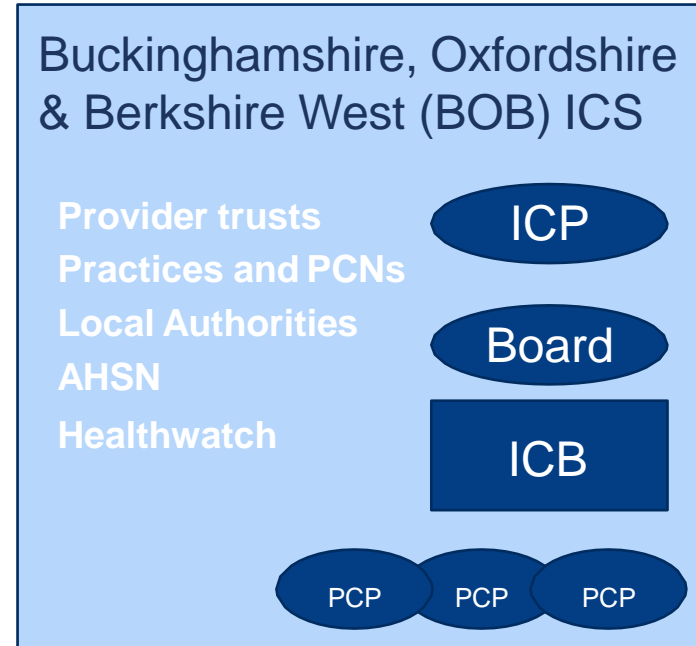 Buckinghamshire, Oxfordshire
& Berkshire West (BOB) ICS
Provider trusts
Practices and PCNs
Local Authorities
AHSN
Healthwatch
ICP
Board
ICB
PCP PCP PCP